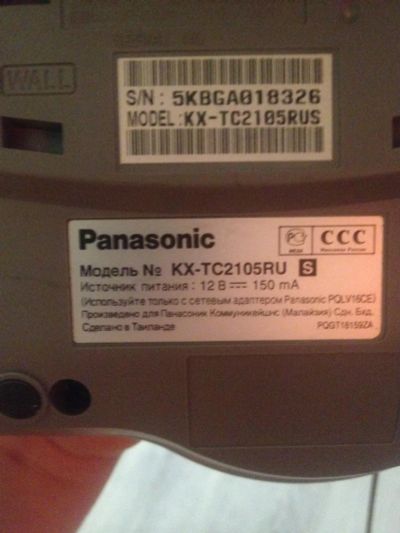 WALL
S/N : 5KBGA018326
MODEL : KX-TC2105RUS
Panasonic
CCC
Модель № KX-TC2105RU S
Источник питания : 12 В 150 mA
(Используйте только с сетевым адаптером Panasonic PQLV16CE)
Произведено для Панасоник Коммуникейшнс (Малайзия) Сдн. Бхд.
Сделано в Таиланде
PQGT16159ZA